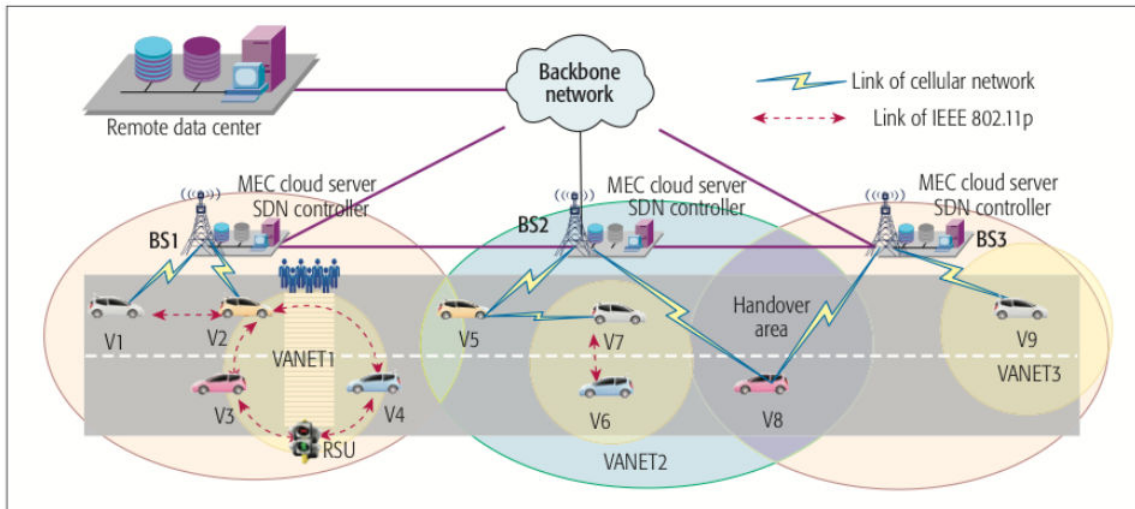 Backbone
network
Link of cellular network
Link of IEEE 802.11p
Remote data center
MEC cloud server
SDN controller
BS1
MEC cloud server
SDN controller
BS2
MEC cloud server
SDN controller
BS3
Handover
area
V1
V2
V5
V7
V9
VANET1
VANET3
V3
V4
V6
V8
RSU
VANET2